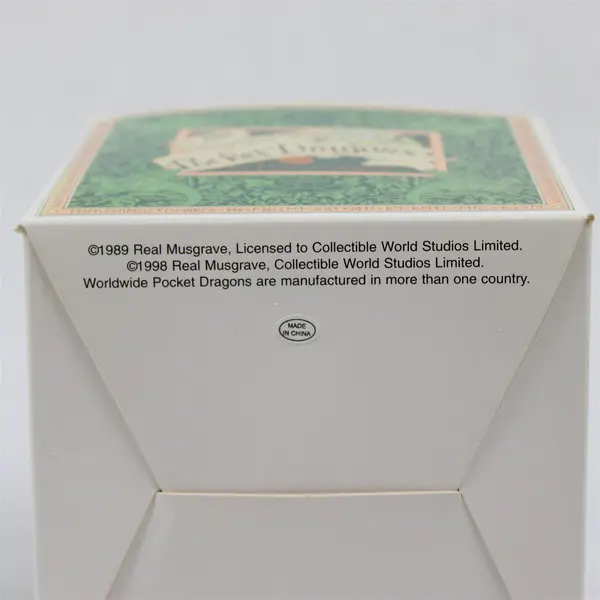 Pocket Dragons
©1989 Real Musgrave, Licensed to Collectible World Studios Limited.
©1998 Real Musgrave, Collectible World Studios Limited.
Worldwide Pocket Dragons are manufactured in more than one country.
MADE
IN CHINA